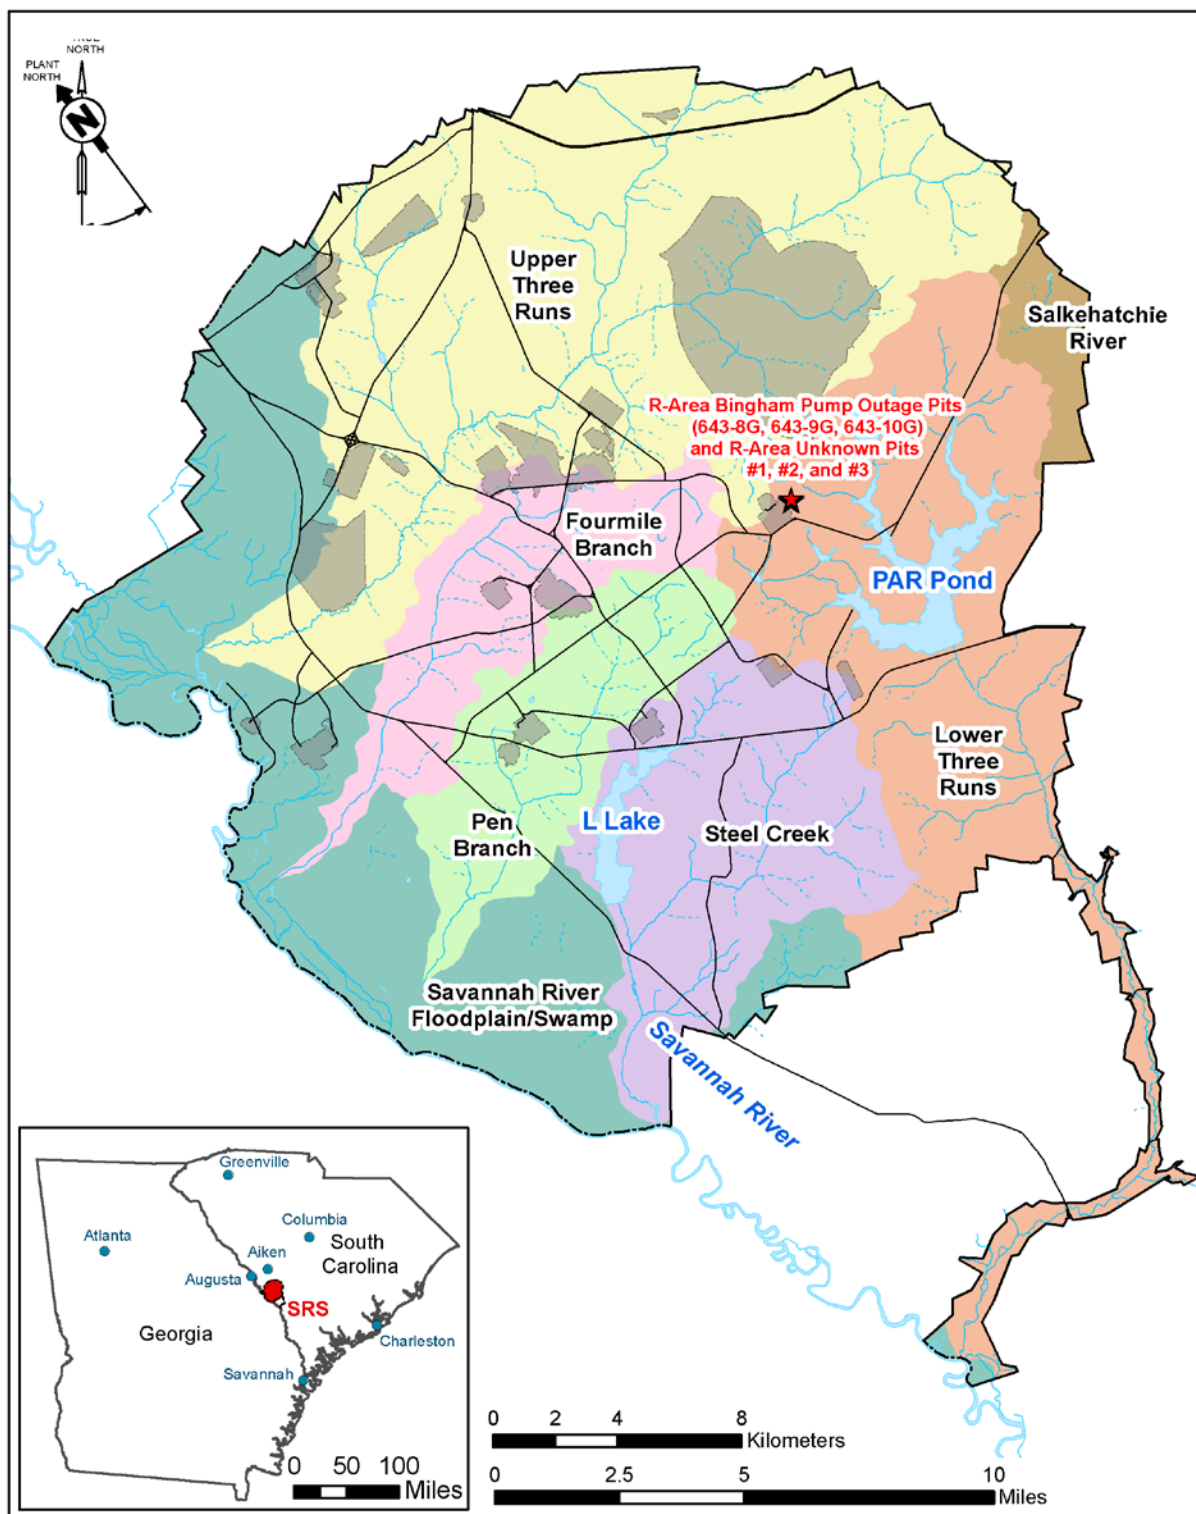 NORTH
PLANT
NORTH
N
Upper
Three
Runs
Salkehatchie
River
R-Area Bingham Pump Outage Pits
(643-8G, 643-9G, 643-10G)
and R-Area Unknown Pits
#1, #2, and #3
Fourmile
Branch
PAR Pond
Lower
Three
Runs
Pen
Branch
L Lake
Steel Creek
Savannah River
Floodplain/Swamp
Savannah River
Greenville
Atlanta
Columbia
South
Carolina
Aiken
Augusta
SRS
Georgia
Charleston
Savannah
0 50 100
Miles
0 2 4 8
Kilometers
0 2.5 5 10
Miles